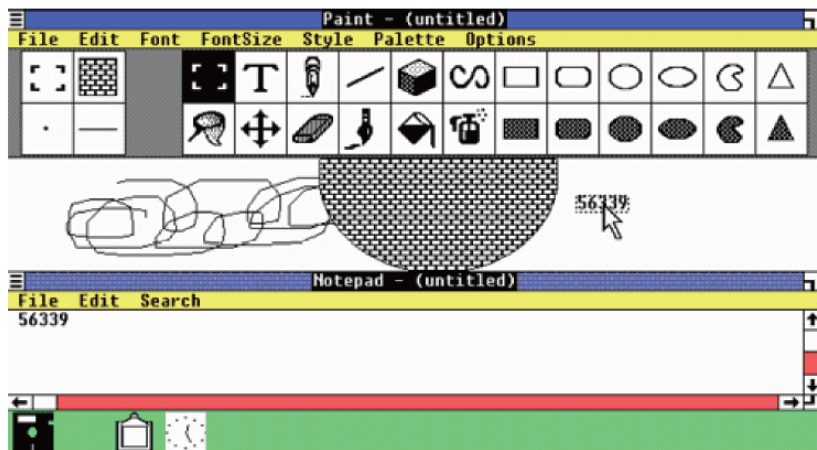 Paint - (untitled)
File Edit Font FontSize Style Palette Options
T
56339
Notepad - (untitled)
File Edit Search
56339